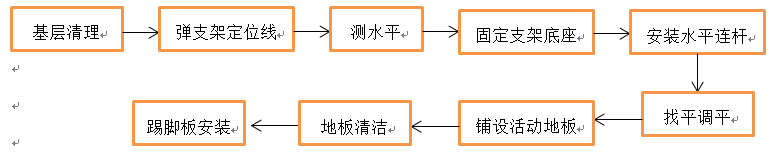 基层清理
弹支架定位线
测水平
固定支架底座
安装水平连杆
找平调平
铺设活动地板
地板清洁
踢脚板安装